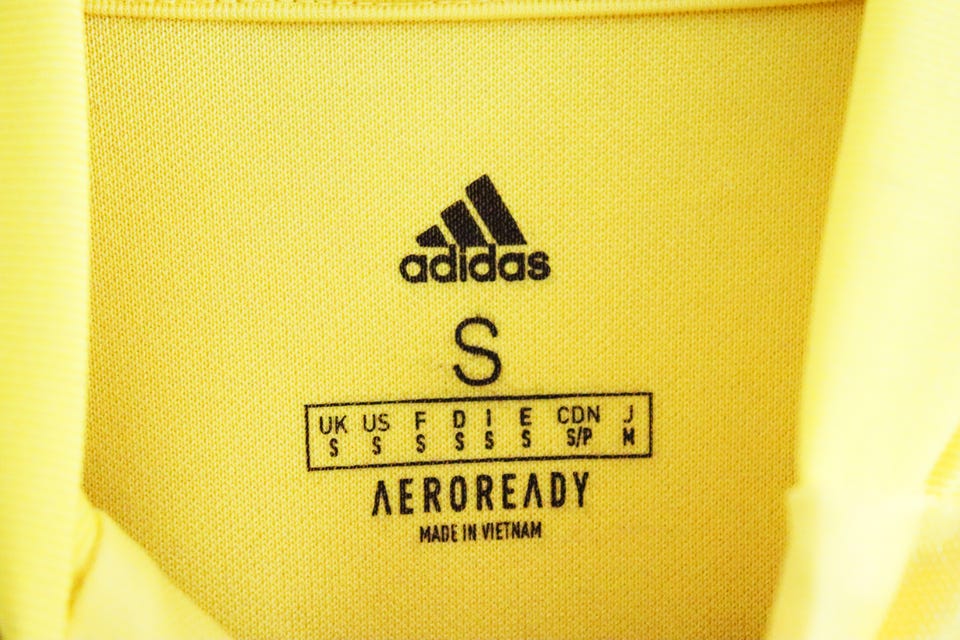 adidas
S
UK US F D I E CDN J
S S S S S S S/P M
AEROREADY
MADE IN VIETNAM